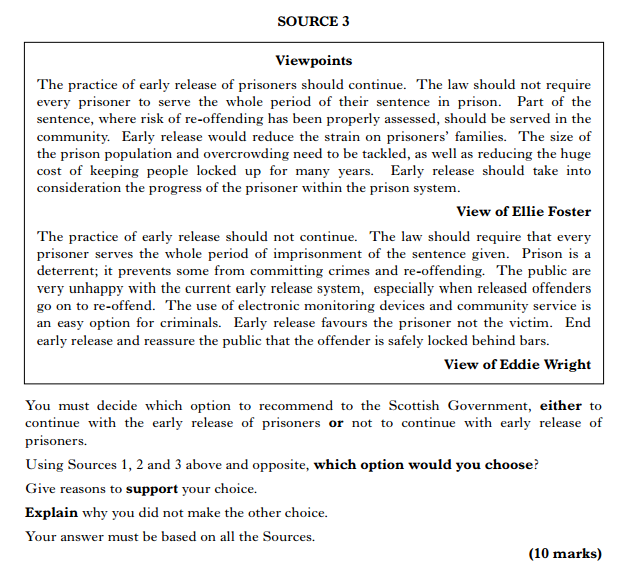 SOURCE 3
Viewpoints
The practice of early release of prisoners should continue. The law should not require
every prisoner to serve the whole period of their sentence in prison. Part of the
sentence, where risk of re-offending has been properly assessed, should be served in the
community. Early release would reduce the strain on prisoners' families. The size of
the prison population and overcrowding need to be tackled, as well as reducing the huge
cost of keeping people locked up for many years. Early release should take into
consideration the progress of the prisoner within the prison system.
View of Ellie Foster
The practice of early release should not continue. The law should require that every
prisoner serves the whole period of imprisonment of the sentence given. Prison is a
deterrent; it prevents some from committing crimes and re-offending. The public are
very unhappy with the current early release system, especially when released offenders
go on to re-offend. The use of electronic monitoring devices and community service is
an easy option for criminals. Early release favours the prisoner not the victim. End
early release and reassure the public that the offender is safely locked behind bars.
View of Eddie Wright
You must decide which option to recommend to the Scottish Government, either to
continue with the early release of prisoners or not to continue with early release of
prisoners.
Using Sources 1, 2 and 3 above and opposite, which option would you choose?
Give reasons to support your choice.
Explain why you did not make the other choice.
Your answer must be based on all the Sources.
(10 marks)